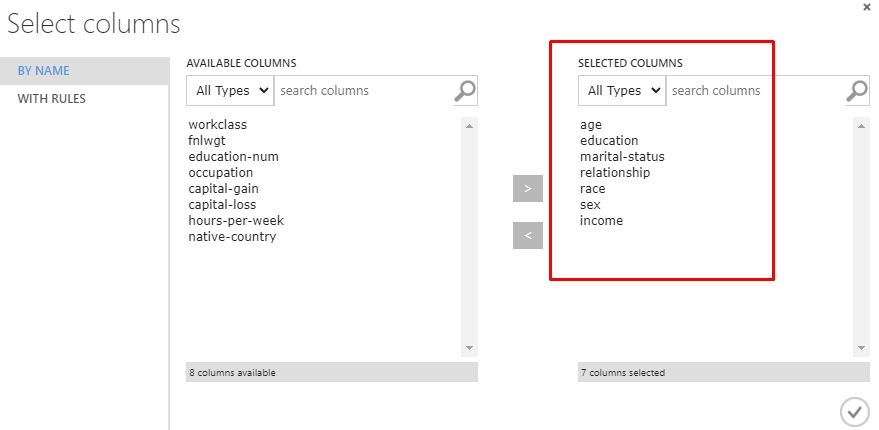 Select columns
BY NAME
WITH RULES
AVAILABLE COLUMNS
All Types
search columns
workclass
fnlwgt
education-num
occupation
capital-gain
capital-loss
hours-per-week
native-country
8 columns available
>
<
SELECTED COLUMNS
All Types
search columns
age
education
marital-status
relationship
race
sex
income
7 columns selected